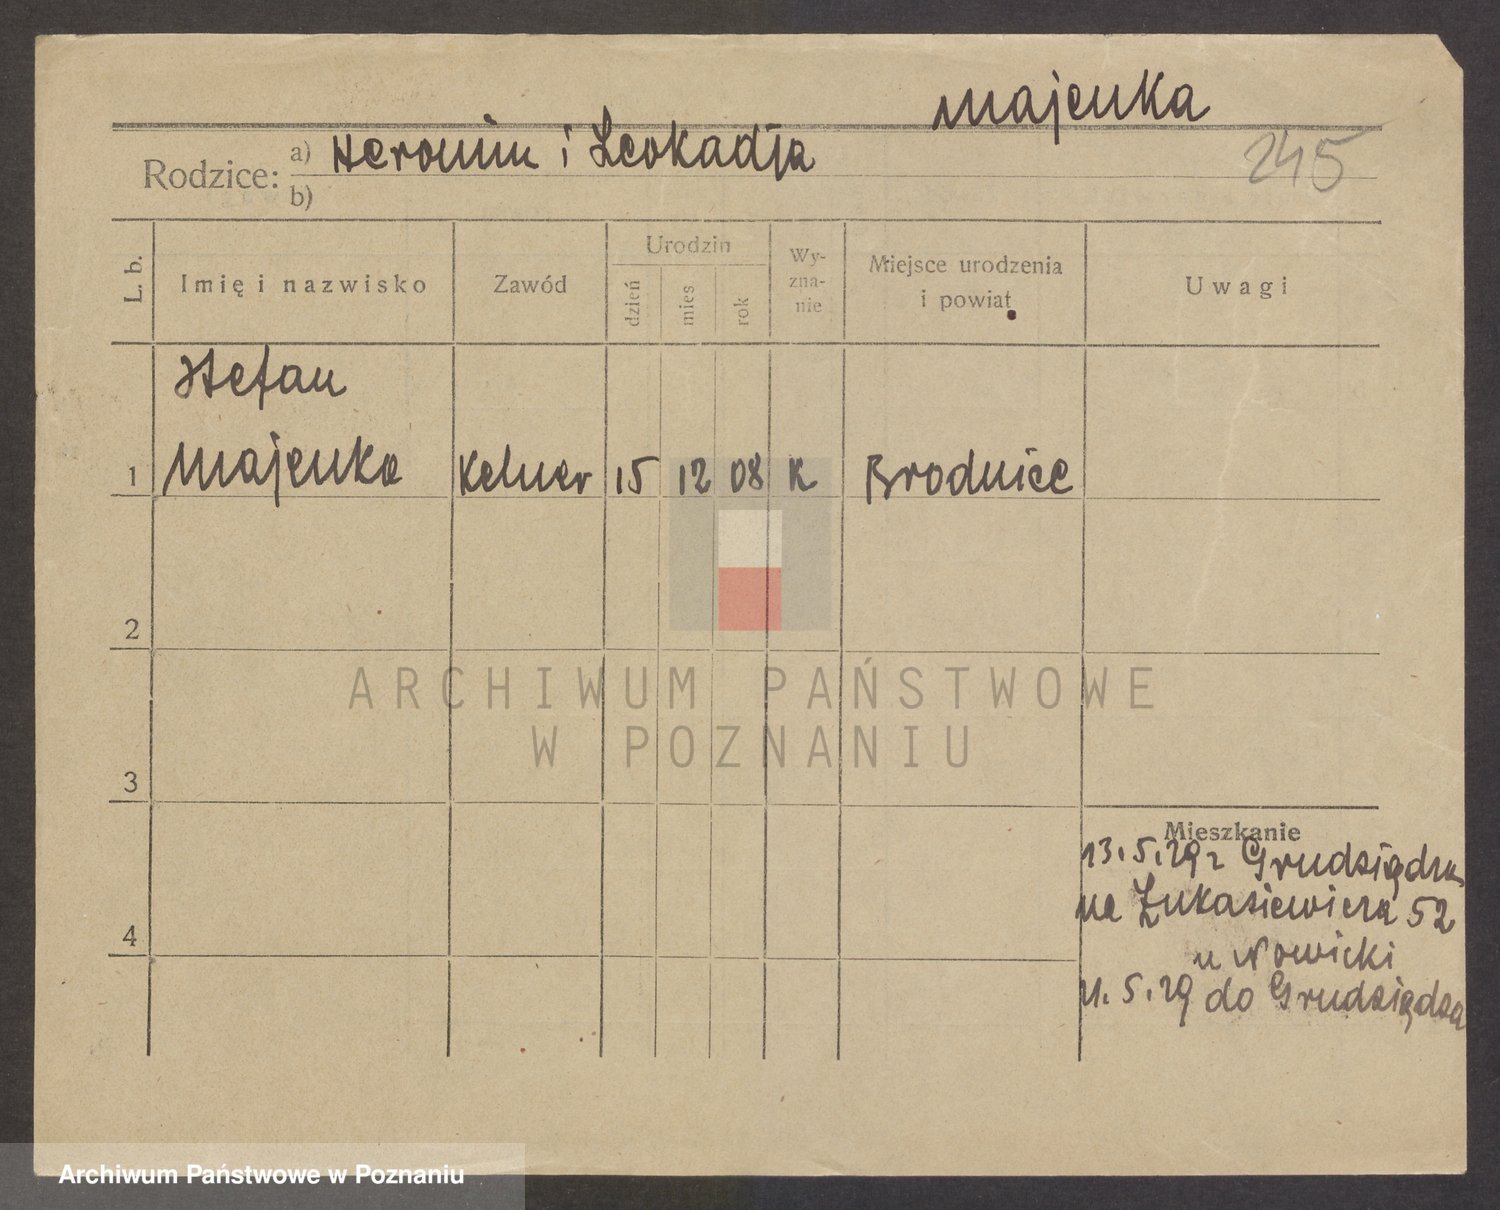 Majenka
Rodzice: a) Heronim i Leokadja
245
b)
L. b. Imię i nazwisko Zawód Urodzin dzień mies rok Wy-zna-nie Miejsce urodzenia i powiat Uwagi
Stefan
1 Majenka Kelner 15 12 08 K Brodnice
2
ARCHIWUM PAŃSTWOWE
W POZNANIU
3
Mieszkanie
13.5.29 z Grudziądza
na Łukasiewicza 52
4
u Nowicki
21.5.29 do Grudziądza
Archiwum Państwowe w Poznaniu